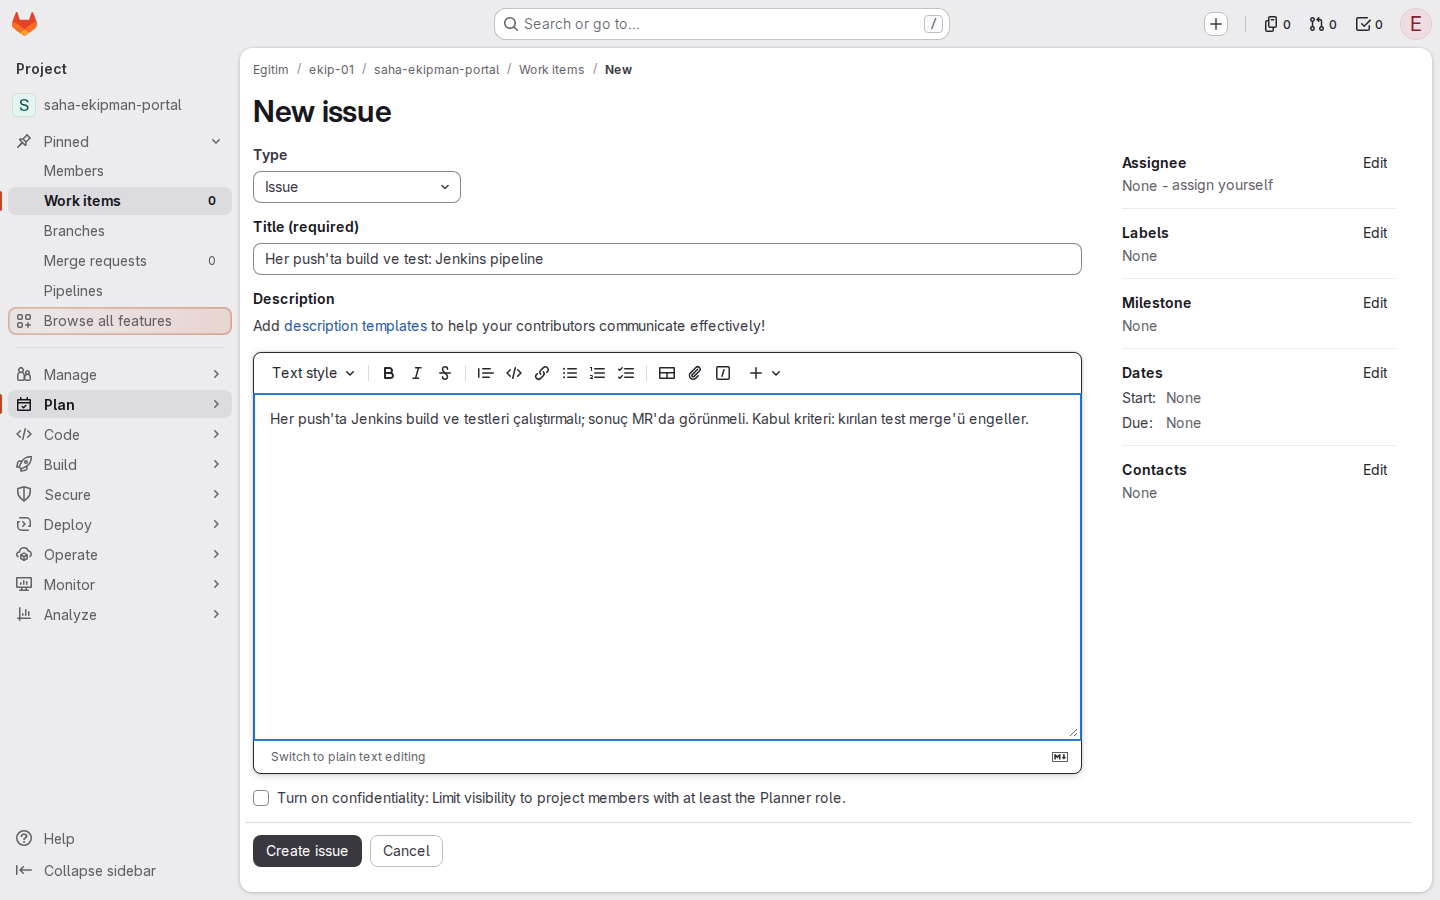 Search or go to...
/
0
0
0
E
Project
S
saha-ekipman-portal
Pinned
Members
Work items
0
Branches
Merge requests
0
Pipelines
Browse all features
Manage
Plan
Code
Build
Secure
Deploy
Operate
Monitor
Analyze
Help
Collapse sidebar
Egitim / ekip-01 / saha-ekipman-portal / Work items / New
New issue
Type
Issue
Title (required)
Her push'ta build ve test: Jenkins pipeline
Description
Add description templates to help your contributors communicate effectively!
Text style
Her push'ta Jenkins build ve testleri çalıştırmalı; sonuç MR'da görünmeli. Kabul kriteri: kırılan test merge'ü engeller.
Switch to plain text editing
Turn on confidentiality: Limit visibility to project members with at least the Planner role.
Create issue
Cancel
Assignee
Edit
None - assign yourself
Labels
Edit
None
Milestone
Edit
None
Dates
Edit
Start: None
Due: None
Contacts
Edit
None